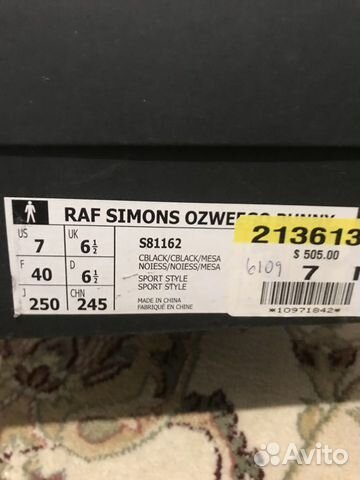 RAF SIMONS OZWEEGO BUNNY
US 7 UK 6½
F 40 D 6½
J 250 CHN 245
S81162
CBLACK/CBLACK/MESA
NOIESS/NOIESS/MESA
SPORT STYLE
SPORT STYLE
MADE IN CHINA
FABRIQUÉ EN CHINE
213613
$ 505.00
6109
7
*10971842*
Avito